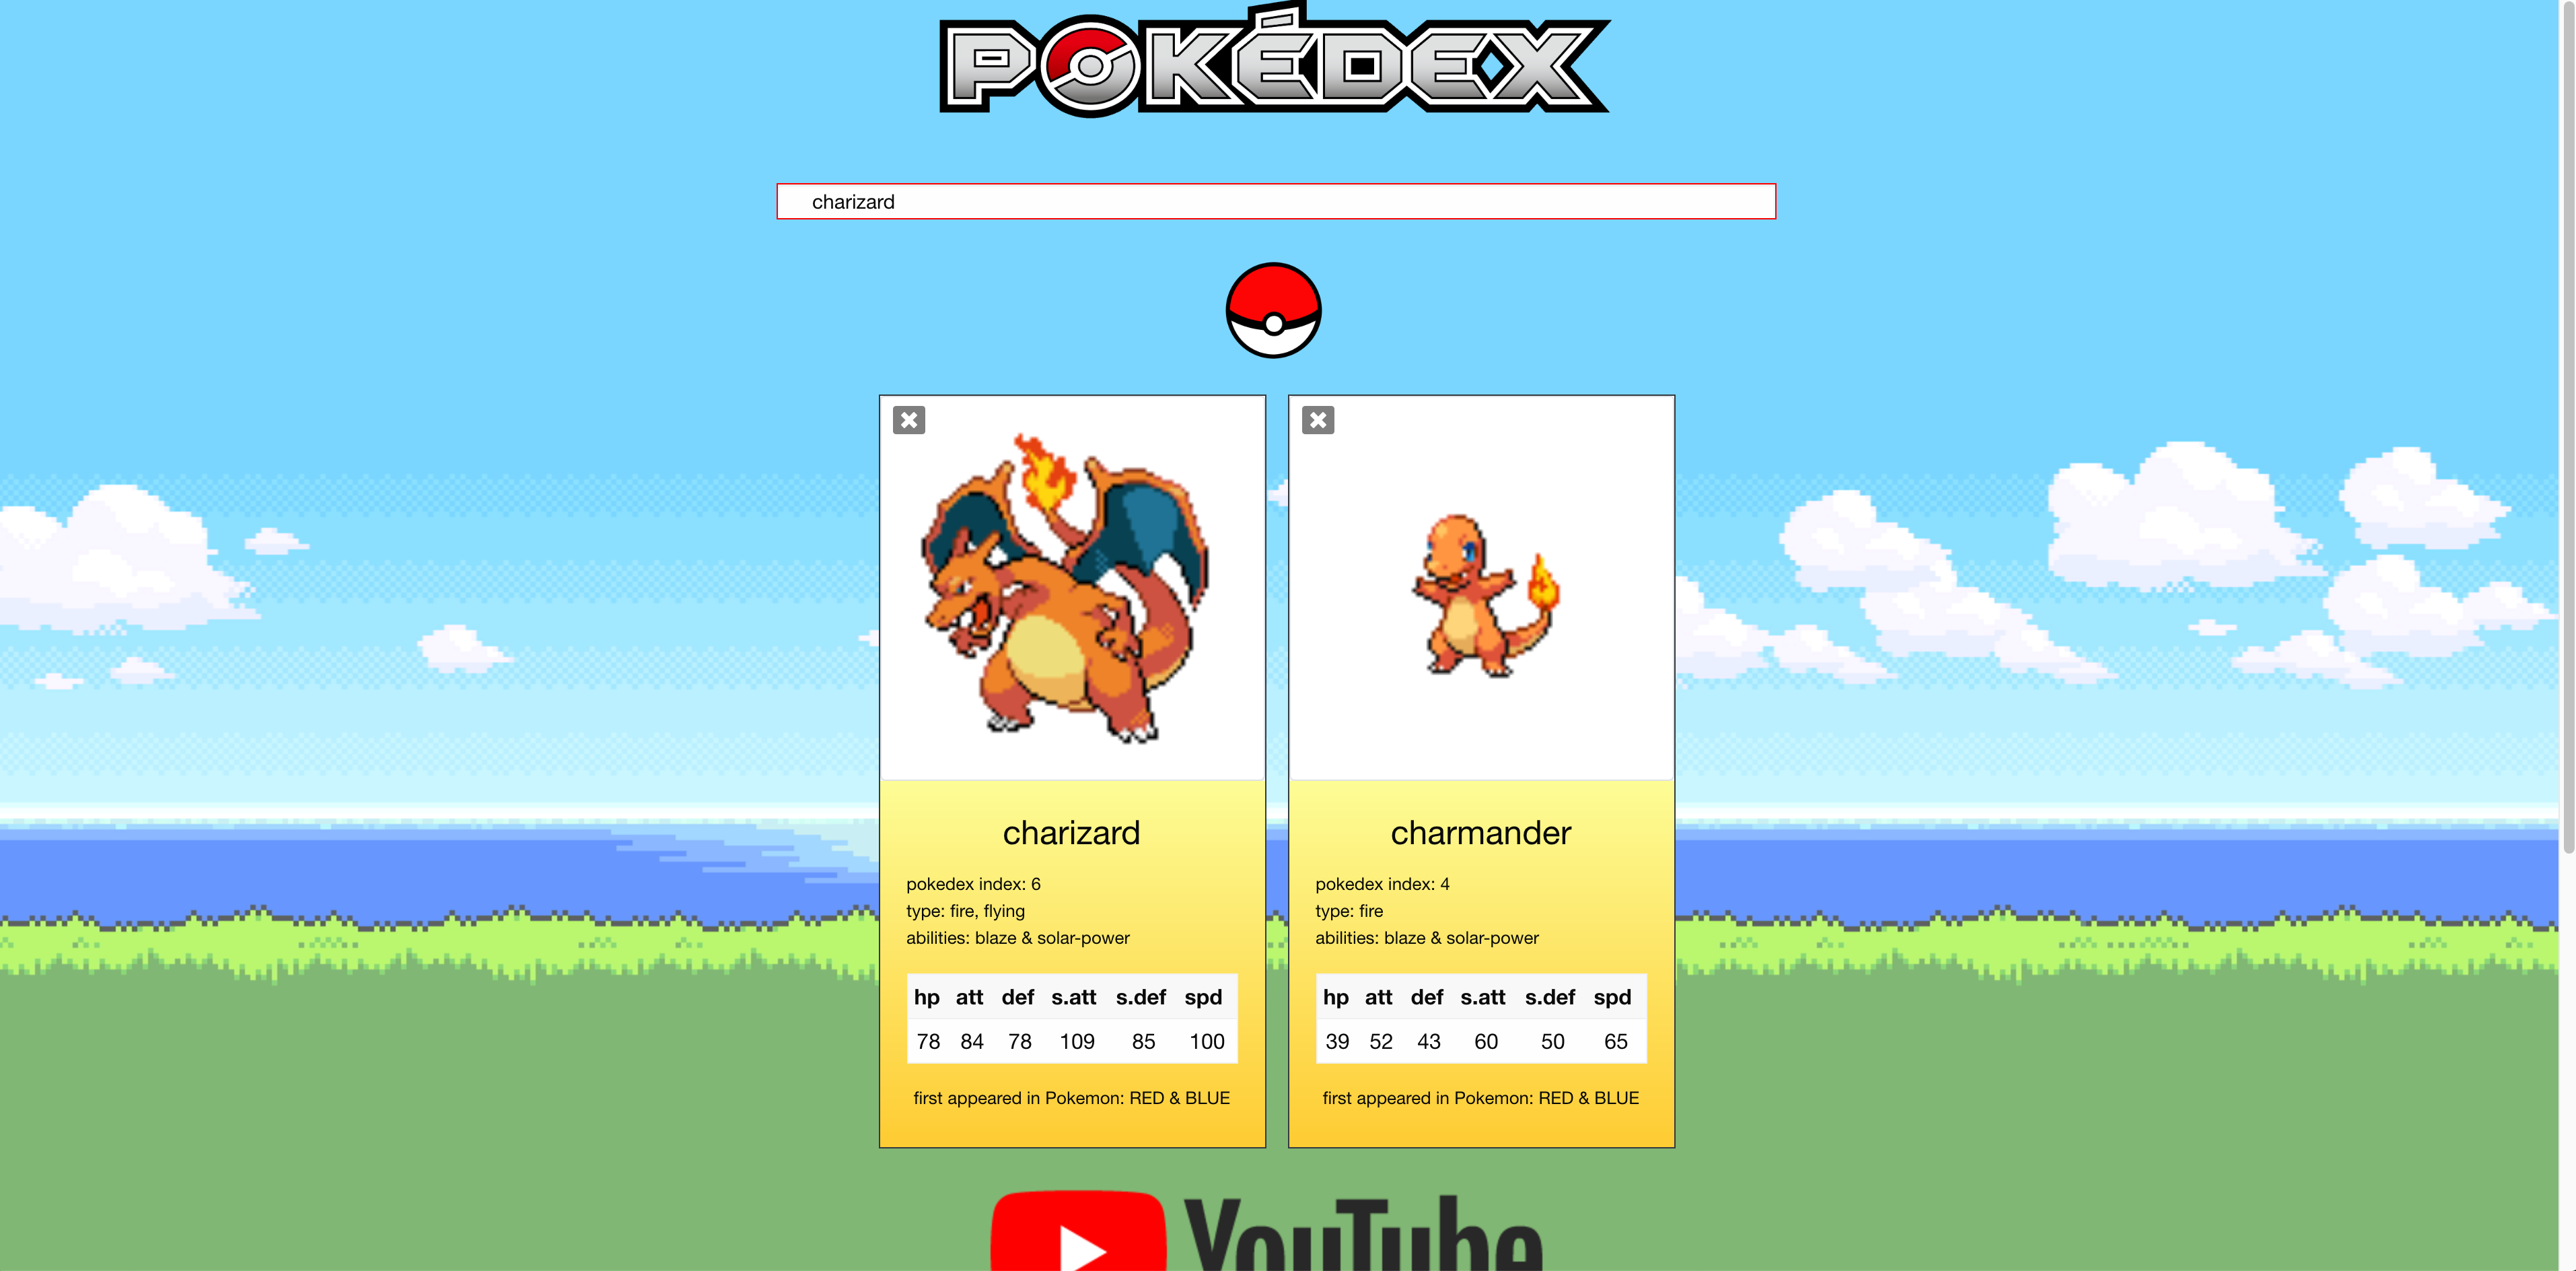 POKÉDEX
charizard
charizard
pokedex index: 6
type: fire, flying
abilities: blaze & solar-power
hp att def s.att s.def spd
78 84 78 109 85 100
first appeared in Pokemon: RED & BLUE
charmander
pokedex index: 4
type: fire
abilities: blaze & solar-power
hp att def s.att s.def spd
39 52 43 60 50 65
first appeared in Pokemon: RED & BLUE
YouTube